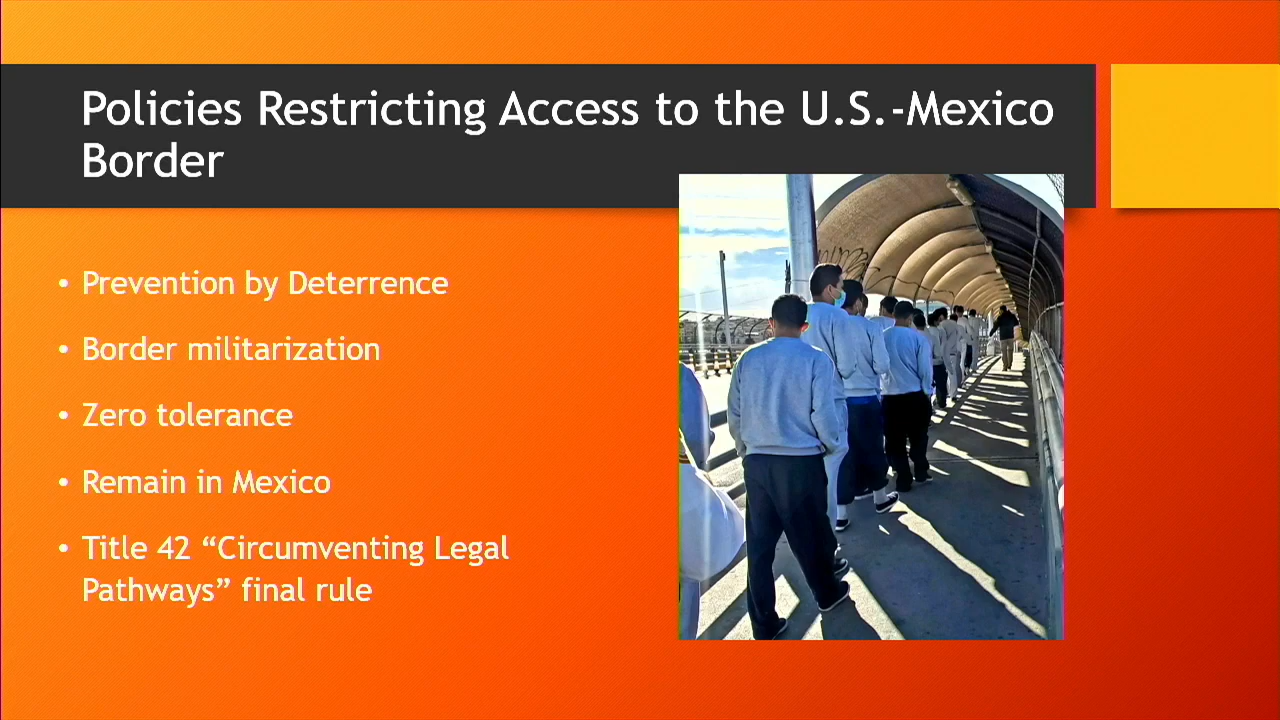 Policies Restricting Access to the U.S.-Mexico
Border
• Prevention by Deterrence
• Border militarization
• Zero tolerance
• Remain in Mexico
• Title 42 “Circumventing Legal
Pathways” final rule